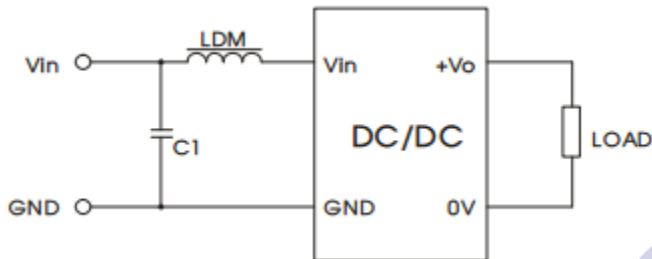 LDM
Vin Vin +Vo
C1 DC/DC LOAD
GND GND 0V